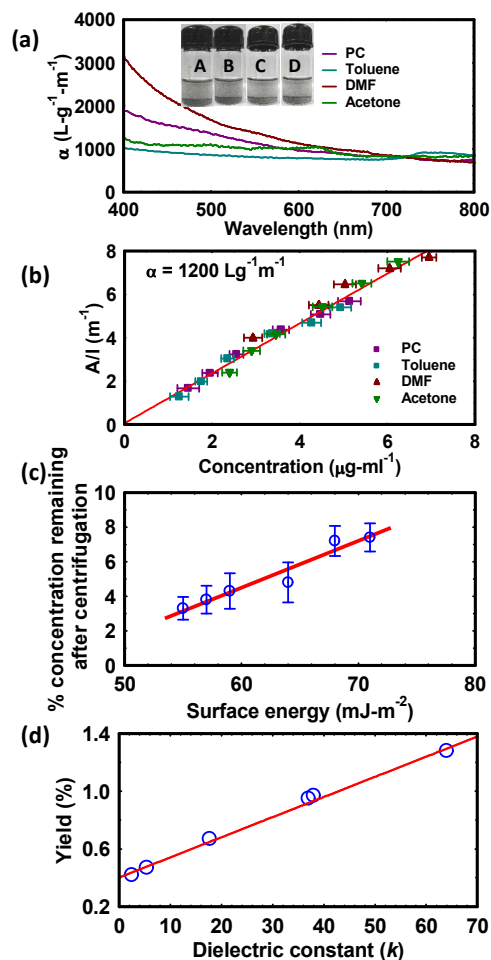 (a)
4000
3000
2000
1000
0
α (L-g⁻¹-m⁻¹)
A B C D
PC
Toluene
DMF
Acetone
400 500 600 700 800
Wavelength (nm)
(b)
8
6
4
2
0
A/l (m⁻¹)
α = 1200 Lg⁻¹m⁻¹
PC
Toluene
DMF
Acetone
0 2 4 6 8
Concentration (μg-ml⁻¹)
(c)
10
8
6
4
2
0
% concentration remaining
after centrifugation
50 60 70 80
Surface energy (mJ-m⁻²)
(d)
1.4
1.0
0.6
0.2
Yield (%)
0 10 20 30 40 50 60 70
Dielectric constant (k)